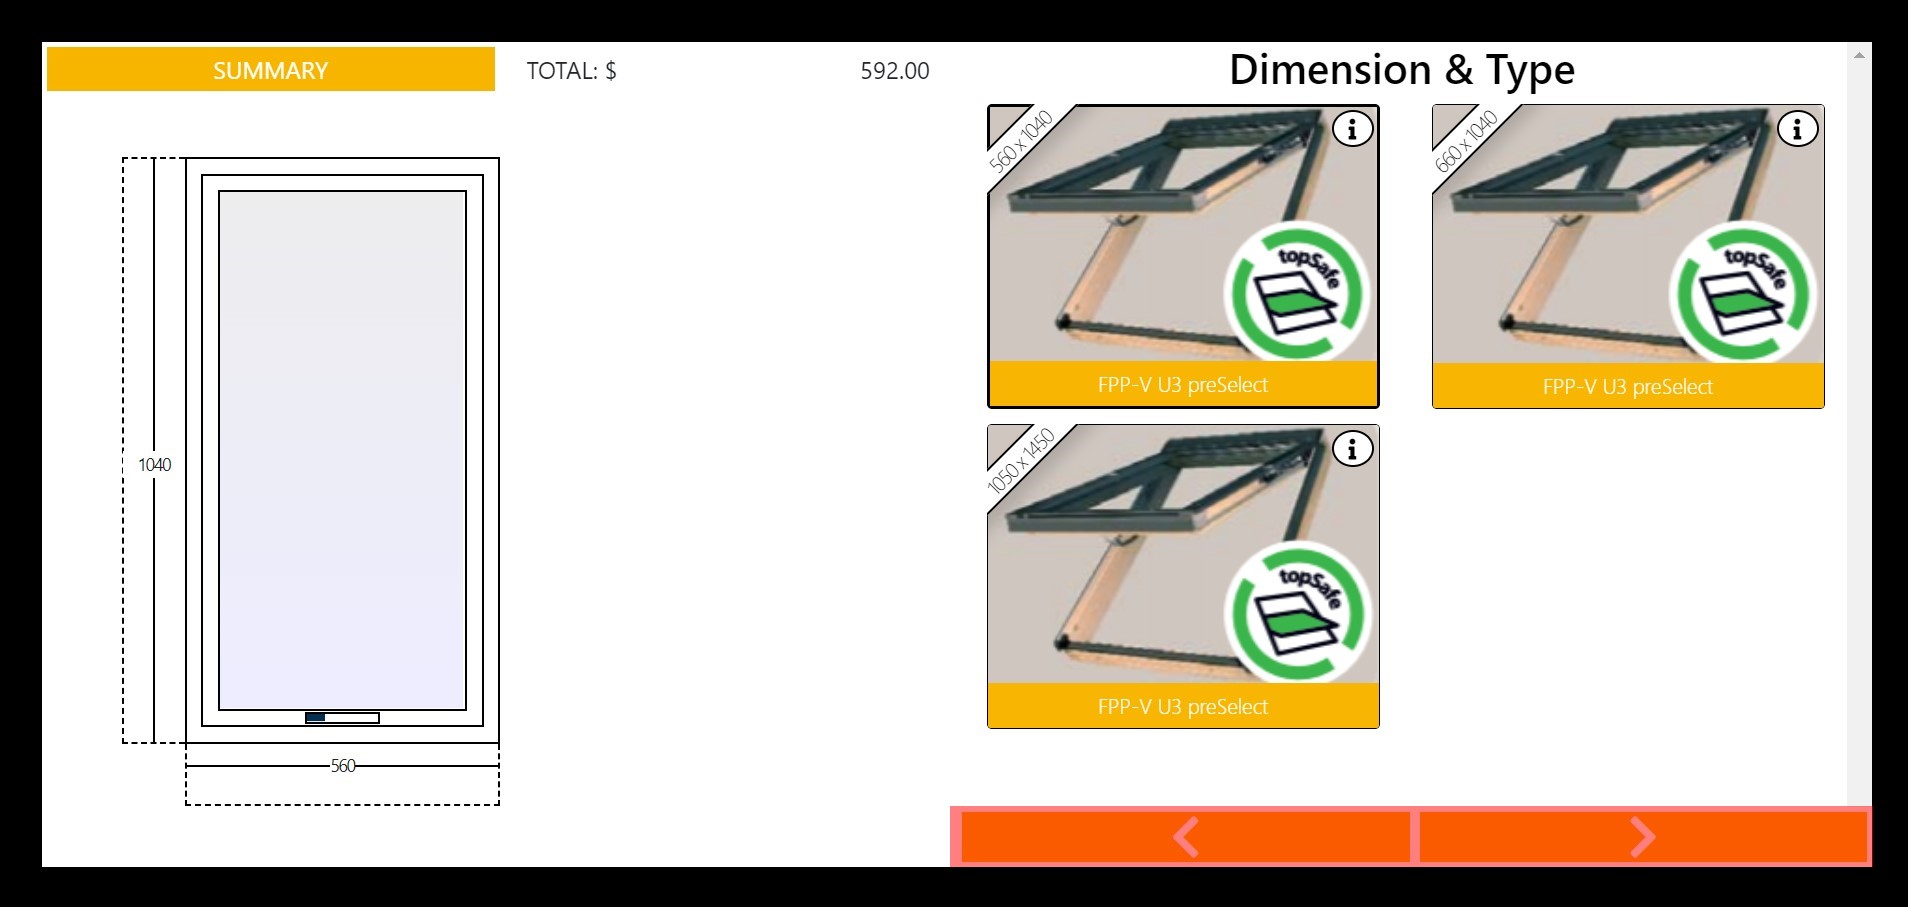 SUMMARY
TOTAL: $ 592.00
1040
560
Dimension & Type
560 x 1040
topSafe
FPP-V U3 preSelect
660 x 1040
topSafe
FPP-V U3 preSelect
1050 x 1450
topSafe
FPP-V U3 preSelect